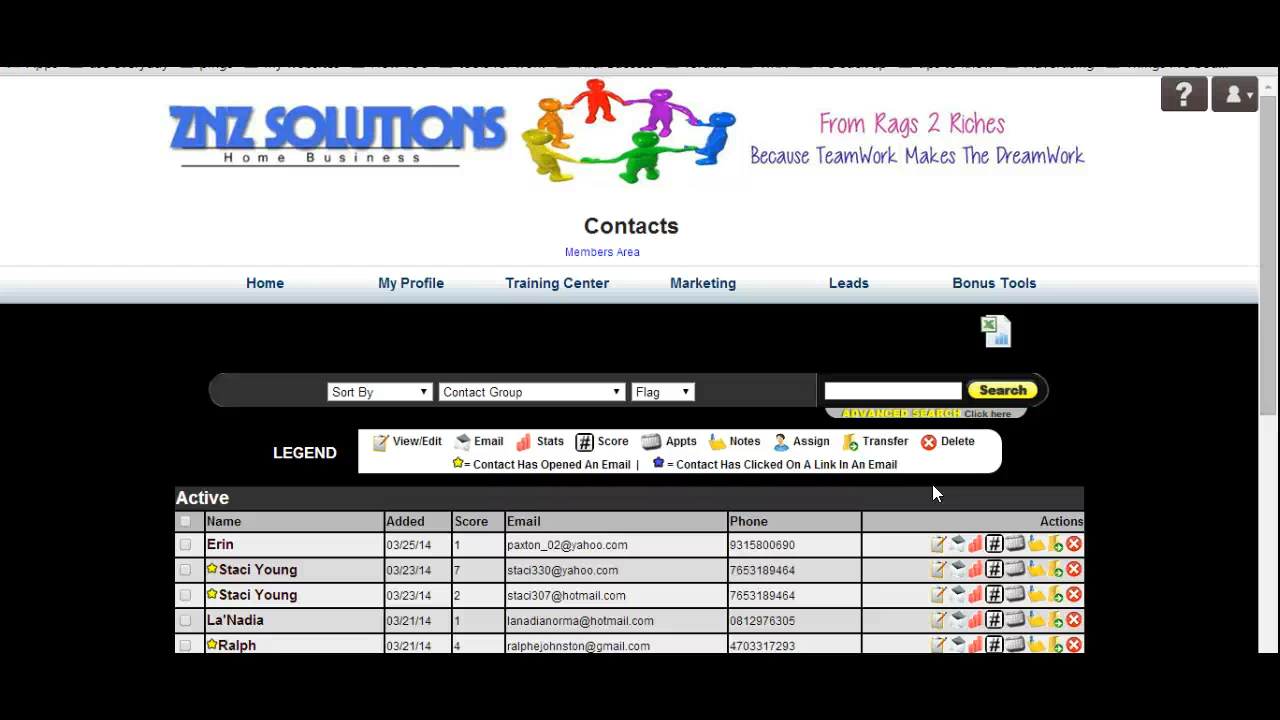 ZNZ SOLUTIONS
Home Business
From Rags 2 Riches
Because TeamWork Makes The DreamWork
?
Contacts
Members Area
Home My Profile Training Center Marketing Leads Bonus Tools
Sort By Contact Group Flag Search
ADVANCED SEARCH Click here
LEGEND
View/Edit Email Stats # Score Appts Notes Assign Transfer Delete
= Contact Has Opened An Email | = Contact Has Clicked On A Link In An Email
Active
Name Added Score Email Phone Actions
Erin 03/25/14 1 paxton_02@yahoo.com 9315800690 #
Staci Young 03/23/14 7 staci330@yahoo.com 7653189464 #
Staci Young 03/23/14 2 staci307@hotmail.com 7653189464 #
La'Nadia 03/21/14 1 lanadianorma@hotmail.com 0812976305 #
Ralph 03/21/14 4 ralphejohnston@gmail.com 4703317293 #